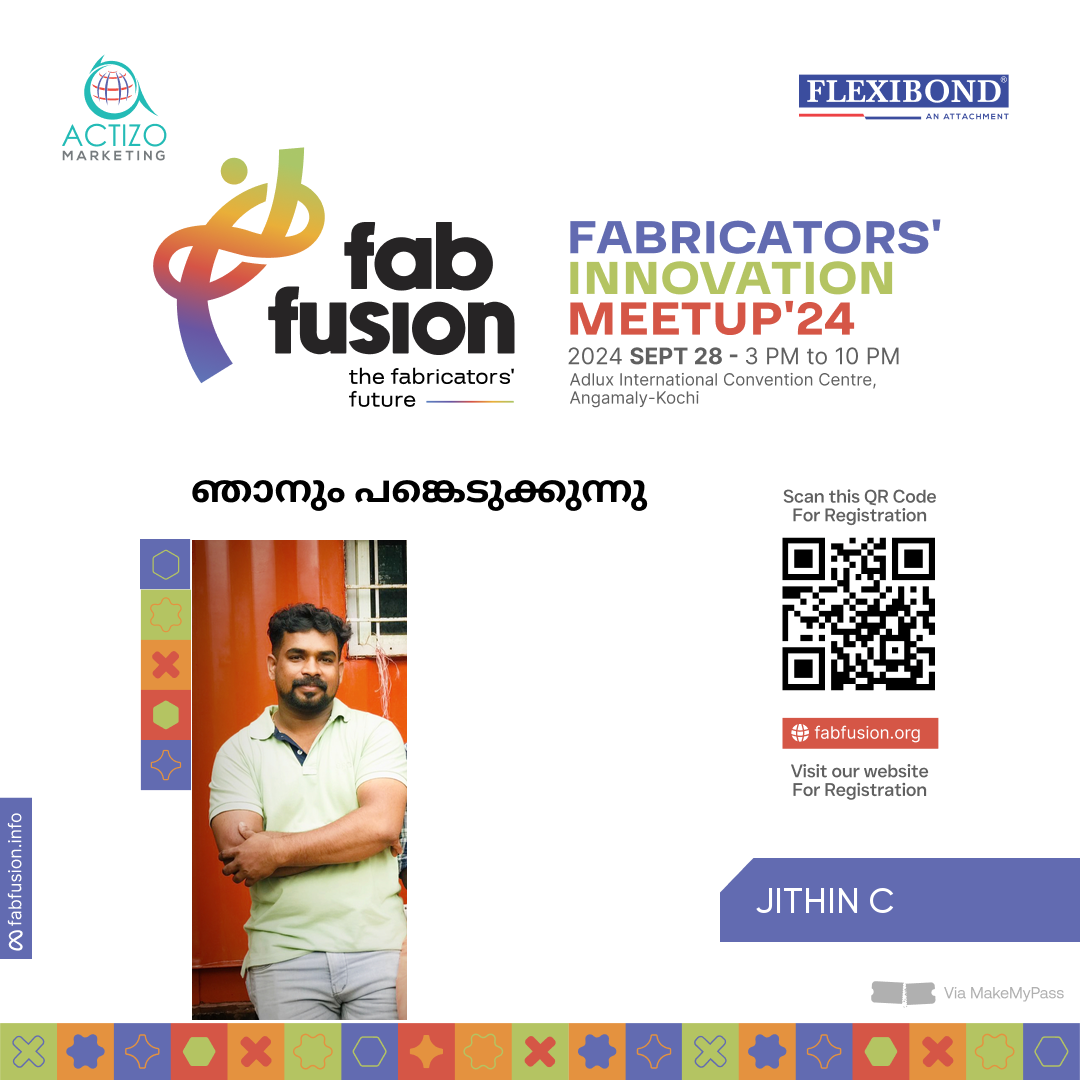 ACTIZO
MARKETING
FLEXIBOND®
AN ATTACHMENT
fab
fusion
the fabricators'
future
FABRICATORS'
INNOVATION
MEETUP'24
2024 SEPT 28 - 3 PM to 10 PM
Adlux International Convention Centre,
Angamaly-Kochi
ഞാനും പങ്കെടുക്കുന്നു
Scan this QR Code
For Registration
fabfusion.org
Visit our website
For Registration
fabfusion.info
JITHIN C
Via MakeMyPass